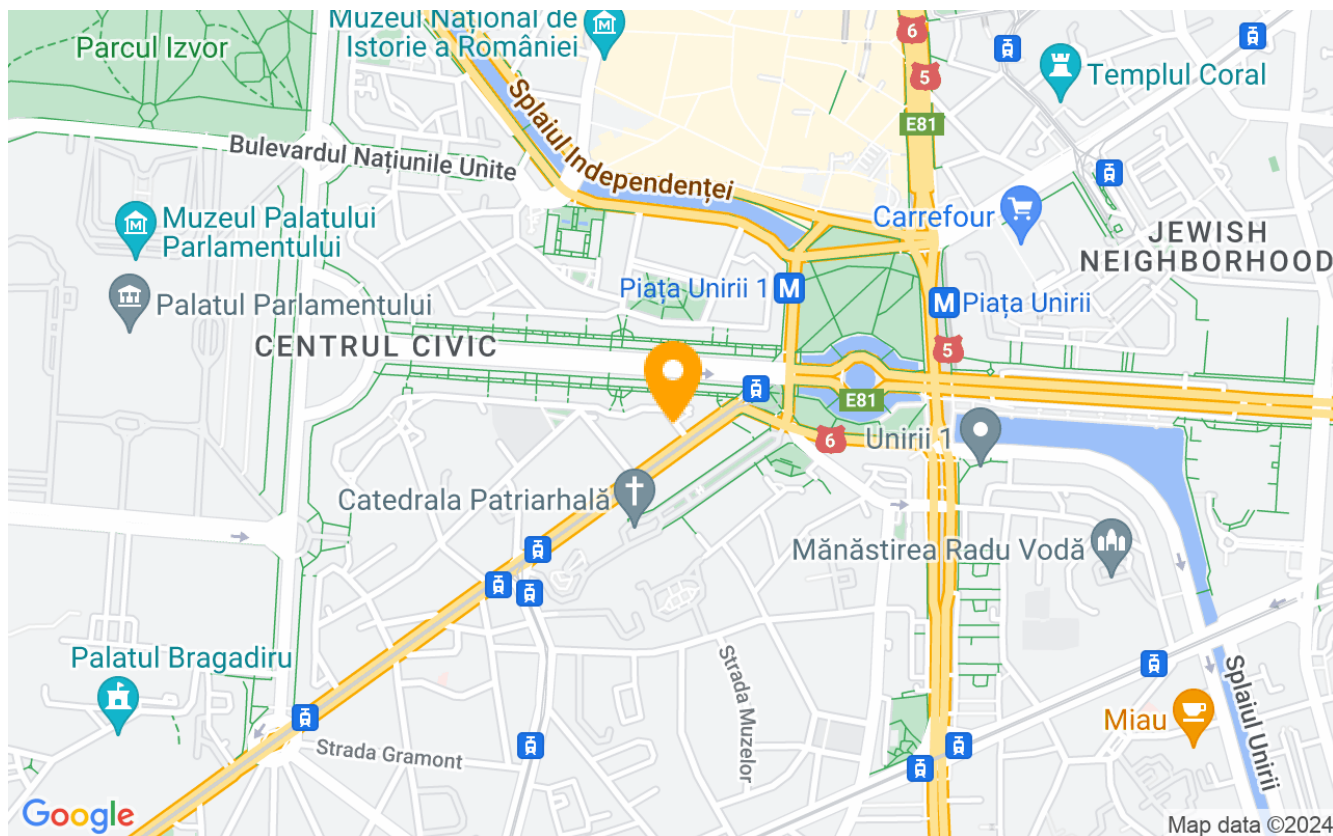 Muzeul Național de
Istorie a României
6
5
Parcul Izvor
Templul Coral
E81
Splaiul Independenței
Bulevardul Națiunile Unite
Muzeul Palatului
Parlamentului
Carrefour
JEWISH
NEIGHBORHOOD
Palatul Parlamentului
Piața Unirii 1
M
M
Piața Unirii
CENTRUL CIVIC
5
E81
6
Unirii 1
Catedrala Patriarhală
Mănăstirea Radu Vodă
Palatul Bragadiru
Strada Muzelor
Splaiul Unirii
Miau
Strada Gramont
Google
Map data ©2024